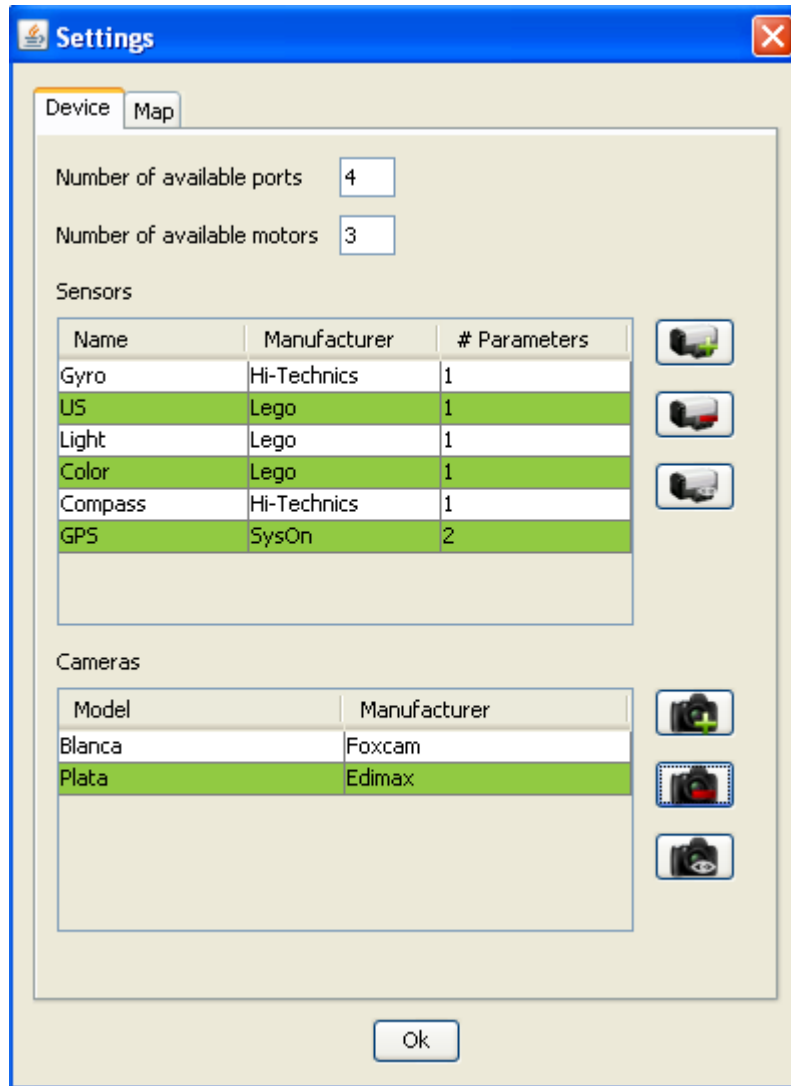 Settings
Device Map
Number of available ports 4
Number of available motors 3
Sensors
Name Manufacturer # Parameters
Gyro Hi-Technics 1
US Lego 1
Light Lego 1
Color Lego 1
Compass Hi-Technics 1
GPS SysOn 2
Cameras
Model Manufacturer
Blanca Foxcam
Plata Edimax
Ok